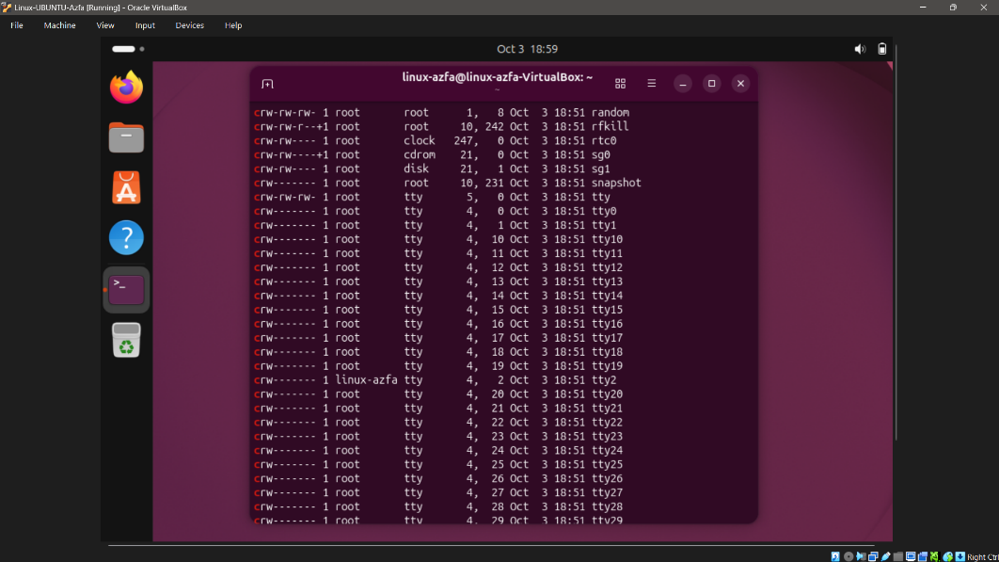 Linux-UBUNTU-Azfa [Running] - Oracle VirtualBox
File Machine View Input Devices Help
Oct 3 18:59
linux-azfa@linux-azfa-VirtualBox: ~
~
crw-rw-rw- 1 root root 1, 8 Oct 3 18:51 random
crw-rw-r--+1 root root 10, 242 Oct 3 18:51 rfkill
crw-rw---- 1 root clock 247, 0 Oct 3 18:51 rtc0
crw-rw----+1 root cdrom 21, 0 Oct 3 18:51 sg0
crw-rw---- 1 root disk 21, 1 Oct 3 18:51 sg1
crw------- 1 root root 10, 231 Oct 3 18:51 snapshot
crw-rw-rw- 1 root tty 5, 0 Oct 3 18:51 tty
crw------- 1 root tty 4, 0 Oct 3 18:51 tty0
crw------- 1 root tty 4, 1 Oct 3 18:51 tty1
crw------- 1 root tty 4, 10 Oct 3 18:51 tty10
crw------- 1 root tty 4, 11 Oct 3 18:51 tty11
crw------- 1 root tty 4, 12 Oct 3 18:51 tty12
crw------- 1 root tty 4, 13 Oct 3 18:51 tty13
crw------- 1 root tty 4, 14 Oct 3 18:51 tty14
crw------- 1 root tty 4, 15 Oct 3 18:51 tty15
crw------- 1 root tty 4, 16 Oct 3 18:51 tty16
crw------- 1 root tty 4, 17 Oct 3 18:51 tty17
crw------- 1 root tty 4, 18 Oct 3 18:51 tty18
crw------- 1 root tty 4, 19 Oct 3 18:51 tty19
crw------- 1 linux-azfa tty 4, 2 Oct 3 18:51 tty2
crw------- 1 root tty 4, 20 Oct 3 18:51 tty20
crw------- 1 root tty 4, 21 Oct 3 18:51 tty21
crw------- 1 root tty 4, 22 Oct 3 18:51 tty22
crw------- 1 root tty 4, 23 Oct 3 18:51 tty23
crw------- 1 root tty 4, 24 Oct 3 18:51 tty24
crw------- 1 root tty 4, 25 Oct 3 18:51 tty25
crw------- 1 root tty 4, 26 Oct 3 18:51 tty26
crw------- 1 root tty 4, 27 Oct 3 18:51 tty27
crw------- 1 root tty 4, 28 Oct 3 18:51 tty28
crw------- 1 root tty 4, 29 Oct 3 18:51 tty29
Right Ctrl